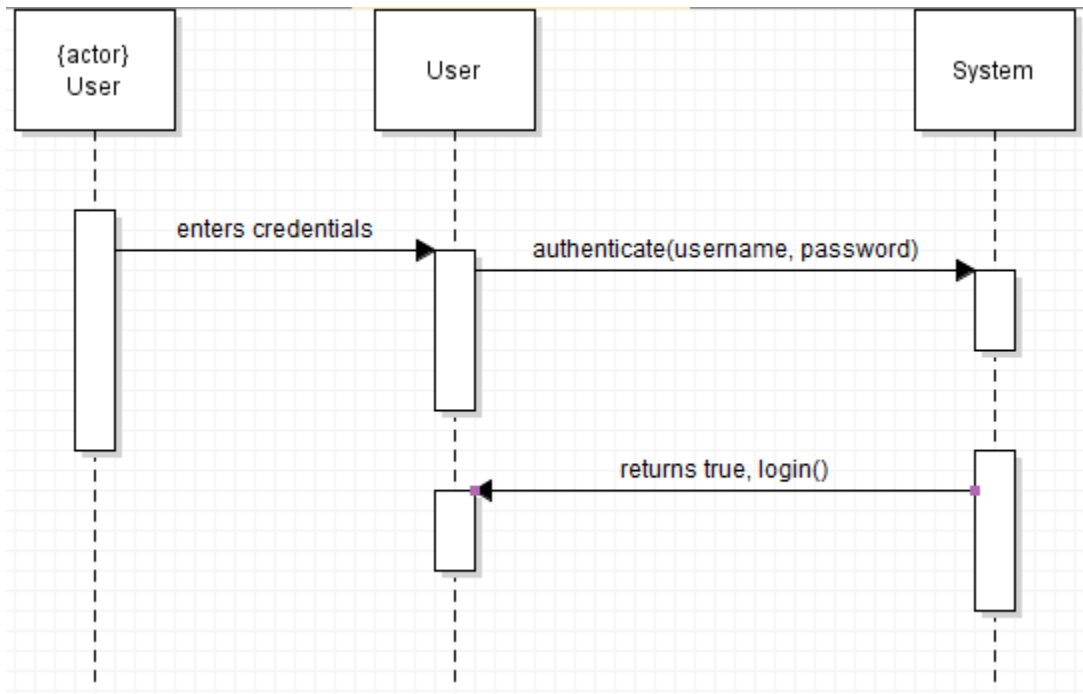 {actor}
User
User
System
enters credentials
authenticate(username, password)
returns true, login()